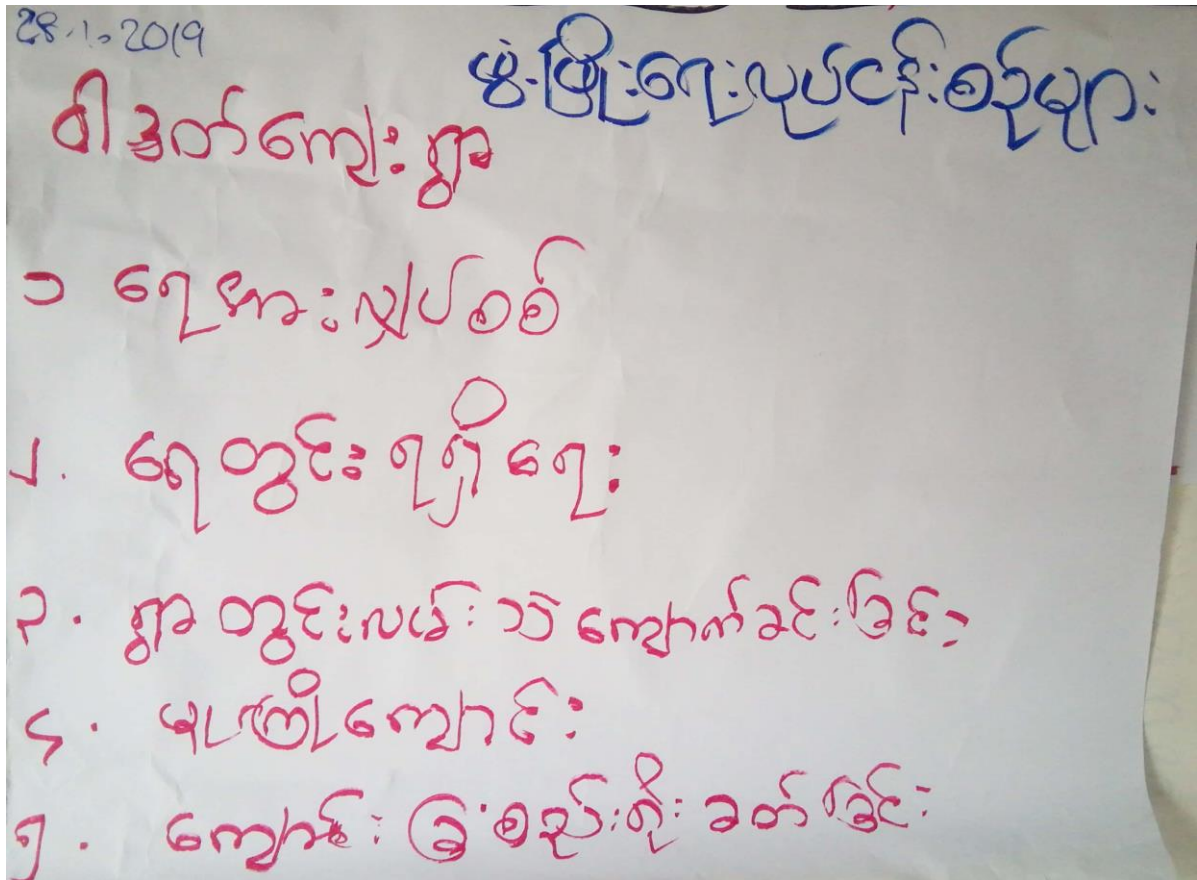 28.1.2019
ဖွံ့ဖြိုးရေးလုပ်ငန်းစဉ်များ
ဝါဒွတ်ကျေးရွာ
၁ ရေအားလျှပ်စစ်
၂. ရေတွင်းရရှိရေး
၃. ရွာတွင်းလမ်း သဲကျောက်ခင်းခြင်း
၄. မူလကြိုကျောင်း
၅. ကျောင်းခြံစည်းရိုးခတ်ခြင်း